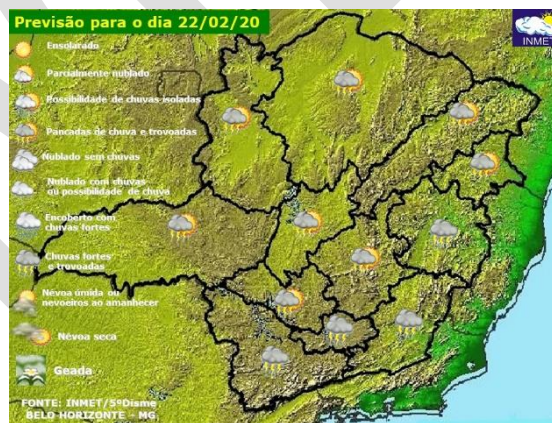 Previsão para o dia 22/02/20
INMET
Ensolarado
Parcialmente nublado
Possibilidade de chuvas isoladas
Pancadas de chuva e trovoadas
Nublado sem chuvas
Nublado com chuvas
ou possibilidade de chuva
Encoberto com
chuvas fortes
Chuvas fortes
e trovoadas
Névoa úmida ou
nevoeiros ao amanhecer
Névoa seca
Geada
FONTE: INMET/5ºDisme
BELO HORIZONTE - MG